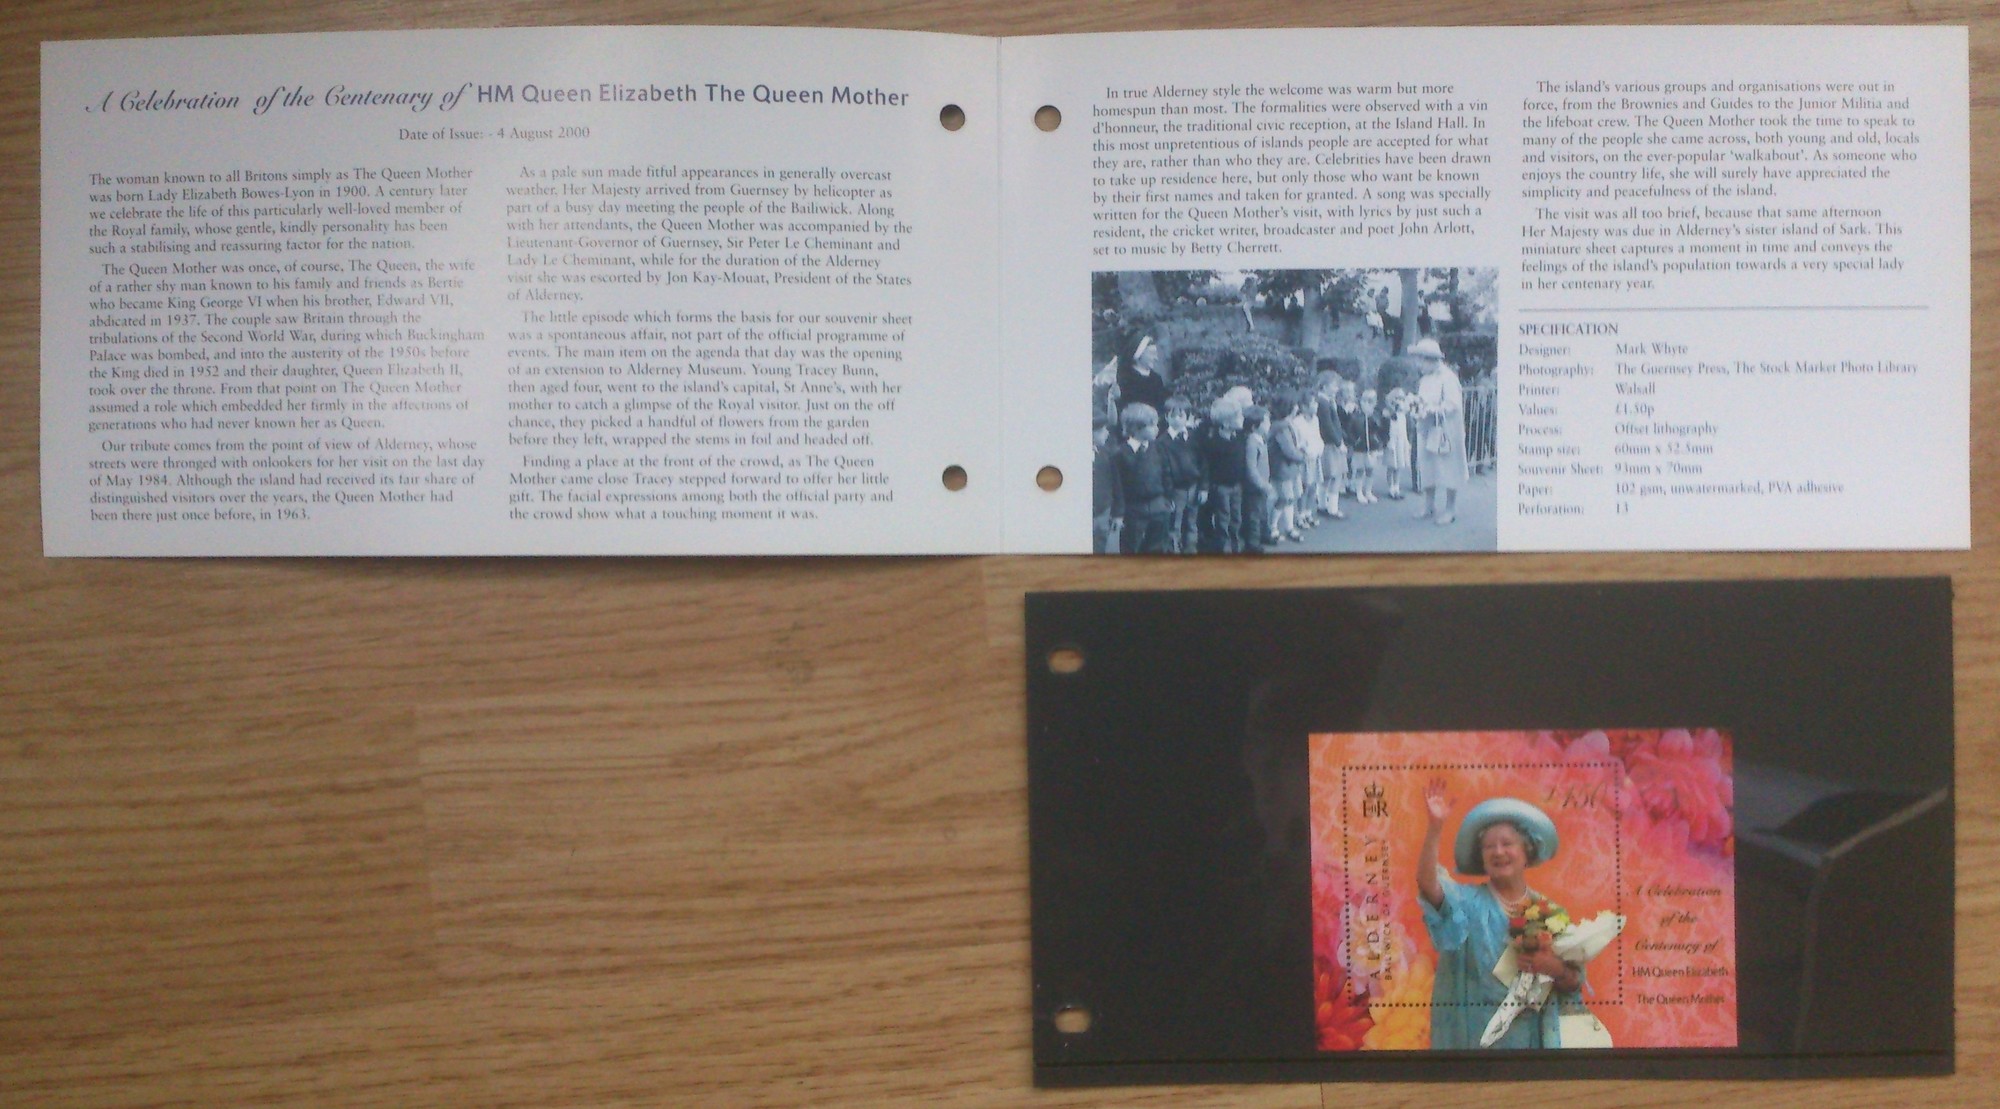 A Celebration of the Centenary of HM Queen Elizabeth The Queen Mother
Date of Issue: - 4 August 2000
The woman known to all Britons simply as The Queen Mother
was born Lady Elizabeth Bowes-Lyon in 1900. A century later
we celebrate the life of this particularly well-loved member of
the Royal family, whose gentle, kindly personality has been
such a stabilising and reassuring factor for the nation.
The Queen Mother was once, of course, The Queen, the wife
of a rather shy man known to his family and friends as Bertie
who became King George VI when his brother, Edward VII,
abdicated in 1937. The couple saw Britain through the
tribulations of the Second World War, during which Buckingham
Palace was bombed, and into the austerity of the 1950s before
the King died in 1952 and their daughter, Queen Elizabeth II,
took over the throne. From that point on The Queen Mother
assumed a role which embedded her firmly in the affections of
generations who had never known her as Queen.
Our tribute comes from the point of view of Alderney, whose
streets were thronged with onlookers for her visit on the last day
of May 1984. Although the island had received its fair share of
distinguished visitors over the years, the Queen Mother had
been there just once before, in 1963.
As a pale sun made fitful appearances in generally overcast
weather, Her Majesty arrived from Guernsey by helicopter as
part of a busy day meeting the people of the Bailiwick. Along
with her attendants, the Queen Mother was accompanied by the
Lieutenant-Governor of Guernsey, Sir Peter Le Cheminant and
Lady Le Cheminant, while for the duration of the Alderney
visit she was escorted by Jon Kay-Mouat, President of the States
of Alderney.
The little episode which forms the basis for our souvenir sheet
was a spontaneous affair, not part of the official programme of
events. The main item on the agenda that day was the opening
of an extension to Alderney Museum. Young Tracey Bunn,
then aged four, went to the island's capital, St Anne's, with her
mother to catch a glimpse of the Royal visitor. Just on the off
chance, they picked a handful of flowers from the garden
before they left, wrapped the stems in foil and headed off.
Finding a place at the front of the crowd, as The Queen
Mother came close Tracey stepped forward to offer her little
gift. The facial expressions among both the official party and
the crowd show what a touching moment it was.
In true Alderney style the welcome was warm but more
homespun than most. The formalities were observed with a vin
d'honneur, the traditional civic reception, at the Island Hall. In
this most unpretentious of islands people are accepted for what
they are, rather than who they are. Celebrities have been drawn
to take up residence here, but only those who want be known
by their first names and taken for granted. A song was specially
written for the Queen Mother's visit, with lyrics by just such a
resident, the cricket writer, broadcaster and poet John Arlott,
set to music by Betty Cherrett.
The island's various groups and organisations were out in
force, from the Brownies and Guides to the Junior Militia and
the lifeboat crew. The Queen Mother took the time to speak to
many of the people she came across, both young and old, locals
and visitors, on the ever-popular 'walkabout'. As someone who
enjoys the country life, she will surely have appreciated the
simplicity and peacefulness of the island.
The visit was all too brief, because that same afternoon
Her Majesty was due in Alderney's sister island of Sark. This
miniature sheet captures a moment in time and conveys the
feelings of the island's population towards a very special lady
in her centenary year.
SPECIFICATION
Designer: Mark Whyte
Photography: The Guernsey Press, The Stock Market Photo Library
Printer: Walsall
Values: £1.50p
Process: Offset lithography
Stamp size: 60mm x 52.5mm
Souvenir Sheet: 93mm x 70mm
Paper: 102 gsm, unwatermarked, PVA adhesive
Perforation: 13
£1.50
EIIR
ALDERNEY
BAILIWICK OF GUERNSEY
A Celebration
of the
Centenary of
HM Queen Elizabeth
The Queen Mother